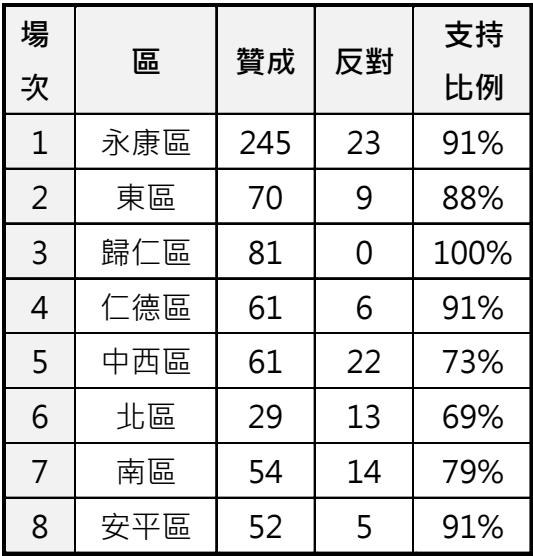 場次 區 贊成 反對 支持比例
1 永康區 245 23 91%
2 東區 70 9 88%
3 歸仁區 81 0 100%
4 仁德區 61 6 91%
5 中西區 61 22 73%
6 北區 29 13 69%
7 南區 54 14 79%
8 安平區 52 5 91%